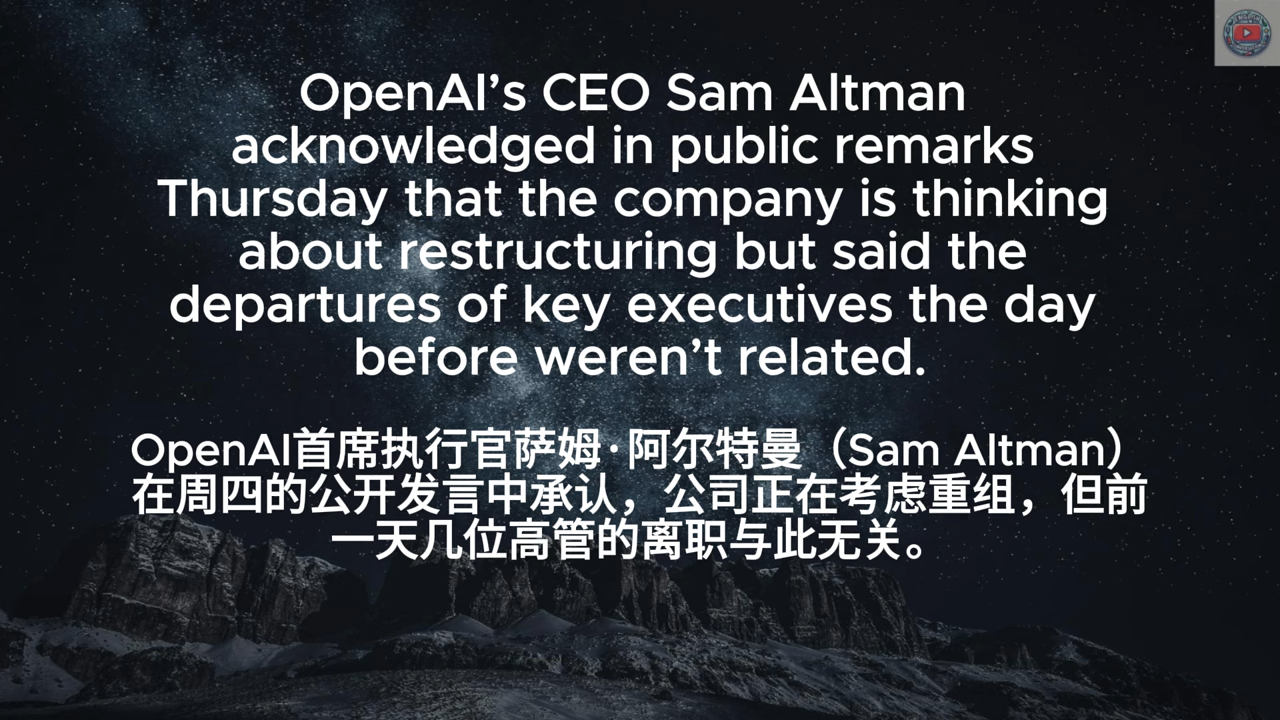 OpenAI’s CEO Sam Altman
acknowledged in public remarks
Thursday that the company is thinking
about restructuring but said the
departures of key executives the day
before weren’t related.
OpenAI首席执行官萨姆·阿尔特曼（Sam Altman）
在周四的公开发言中承认，公司正在考虑重组，但前
一天几位高管的离职与此无关。